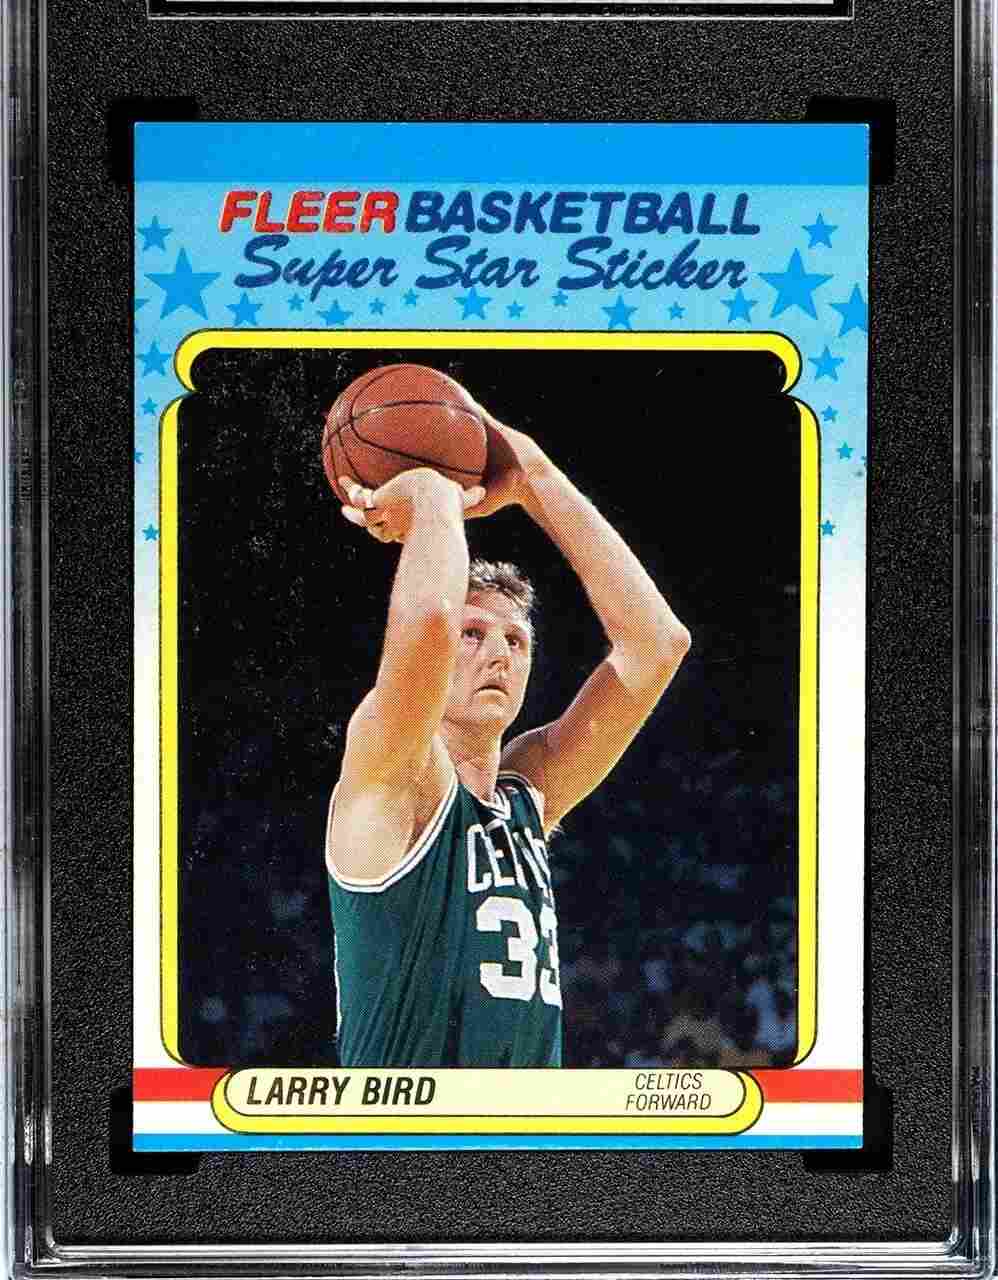 FLEER BASKETBALL
Super Star Sticker
CELTICS
33
LARRY BIRD
CELTICS
FORWARD